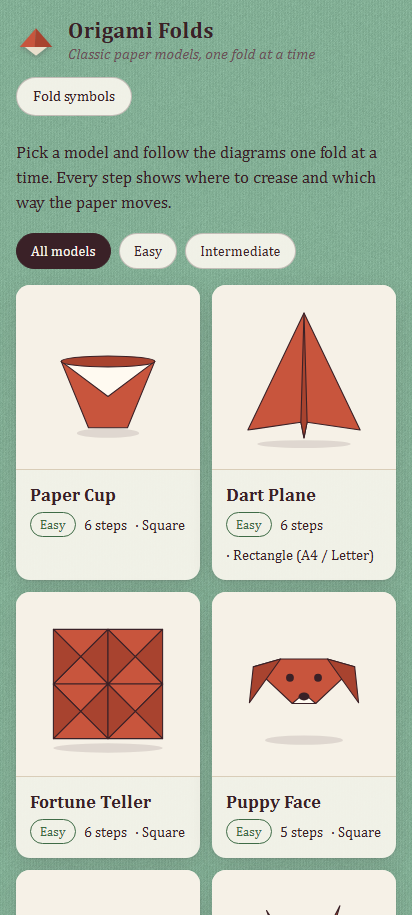 Origami Folds
Classic paper models, one fold at a time
Fold symbols
Pick a model and follow the diagrams one fold at a
time. Every step shows where to crease and which
way the paper moves.
All models
Easy
Intermediate
Paper Cup
Easy 6 steps · Square
Dart Plane
Easy 6 steps
· Rectangle (A4 / Letter)
Fortune Teller
Easy 6 steps · Square
Puppy Face
Easy 5 steps · Square